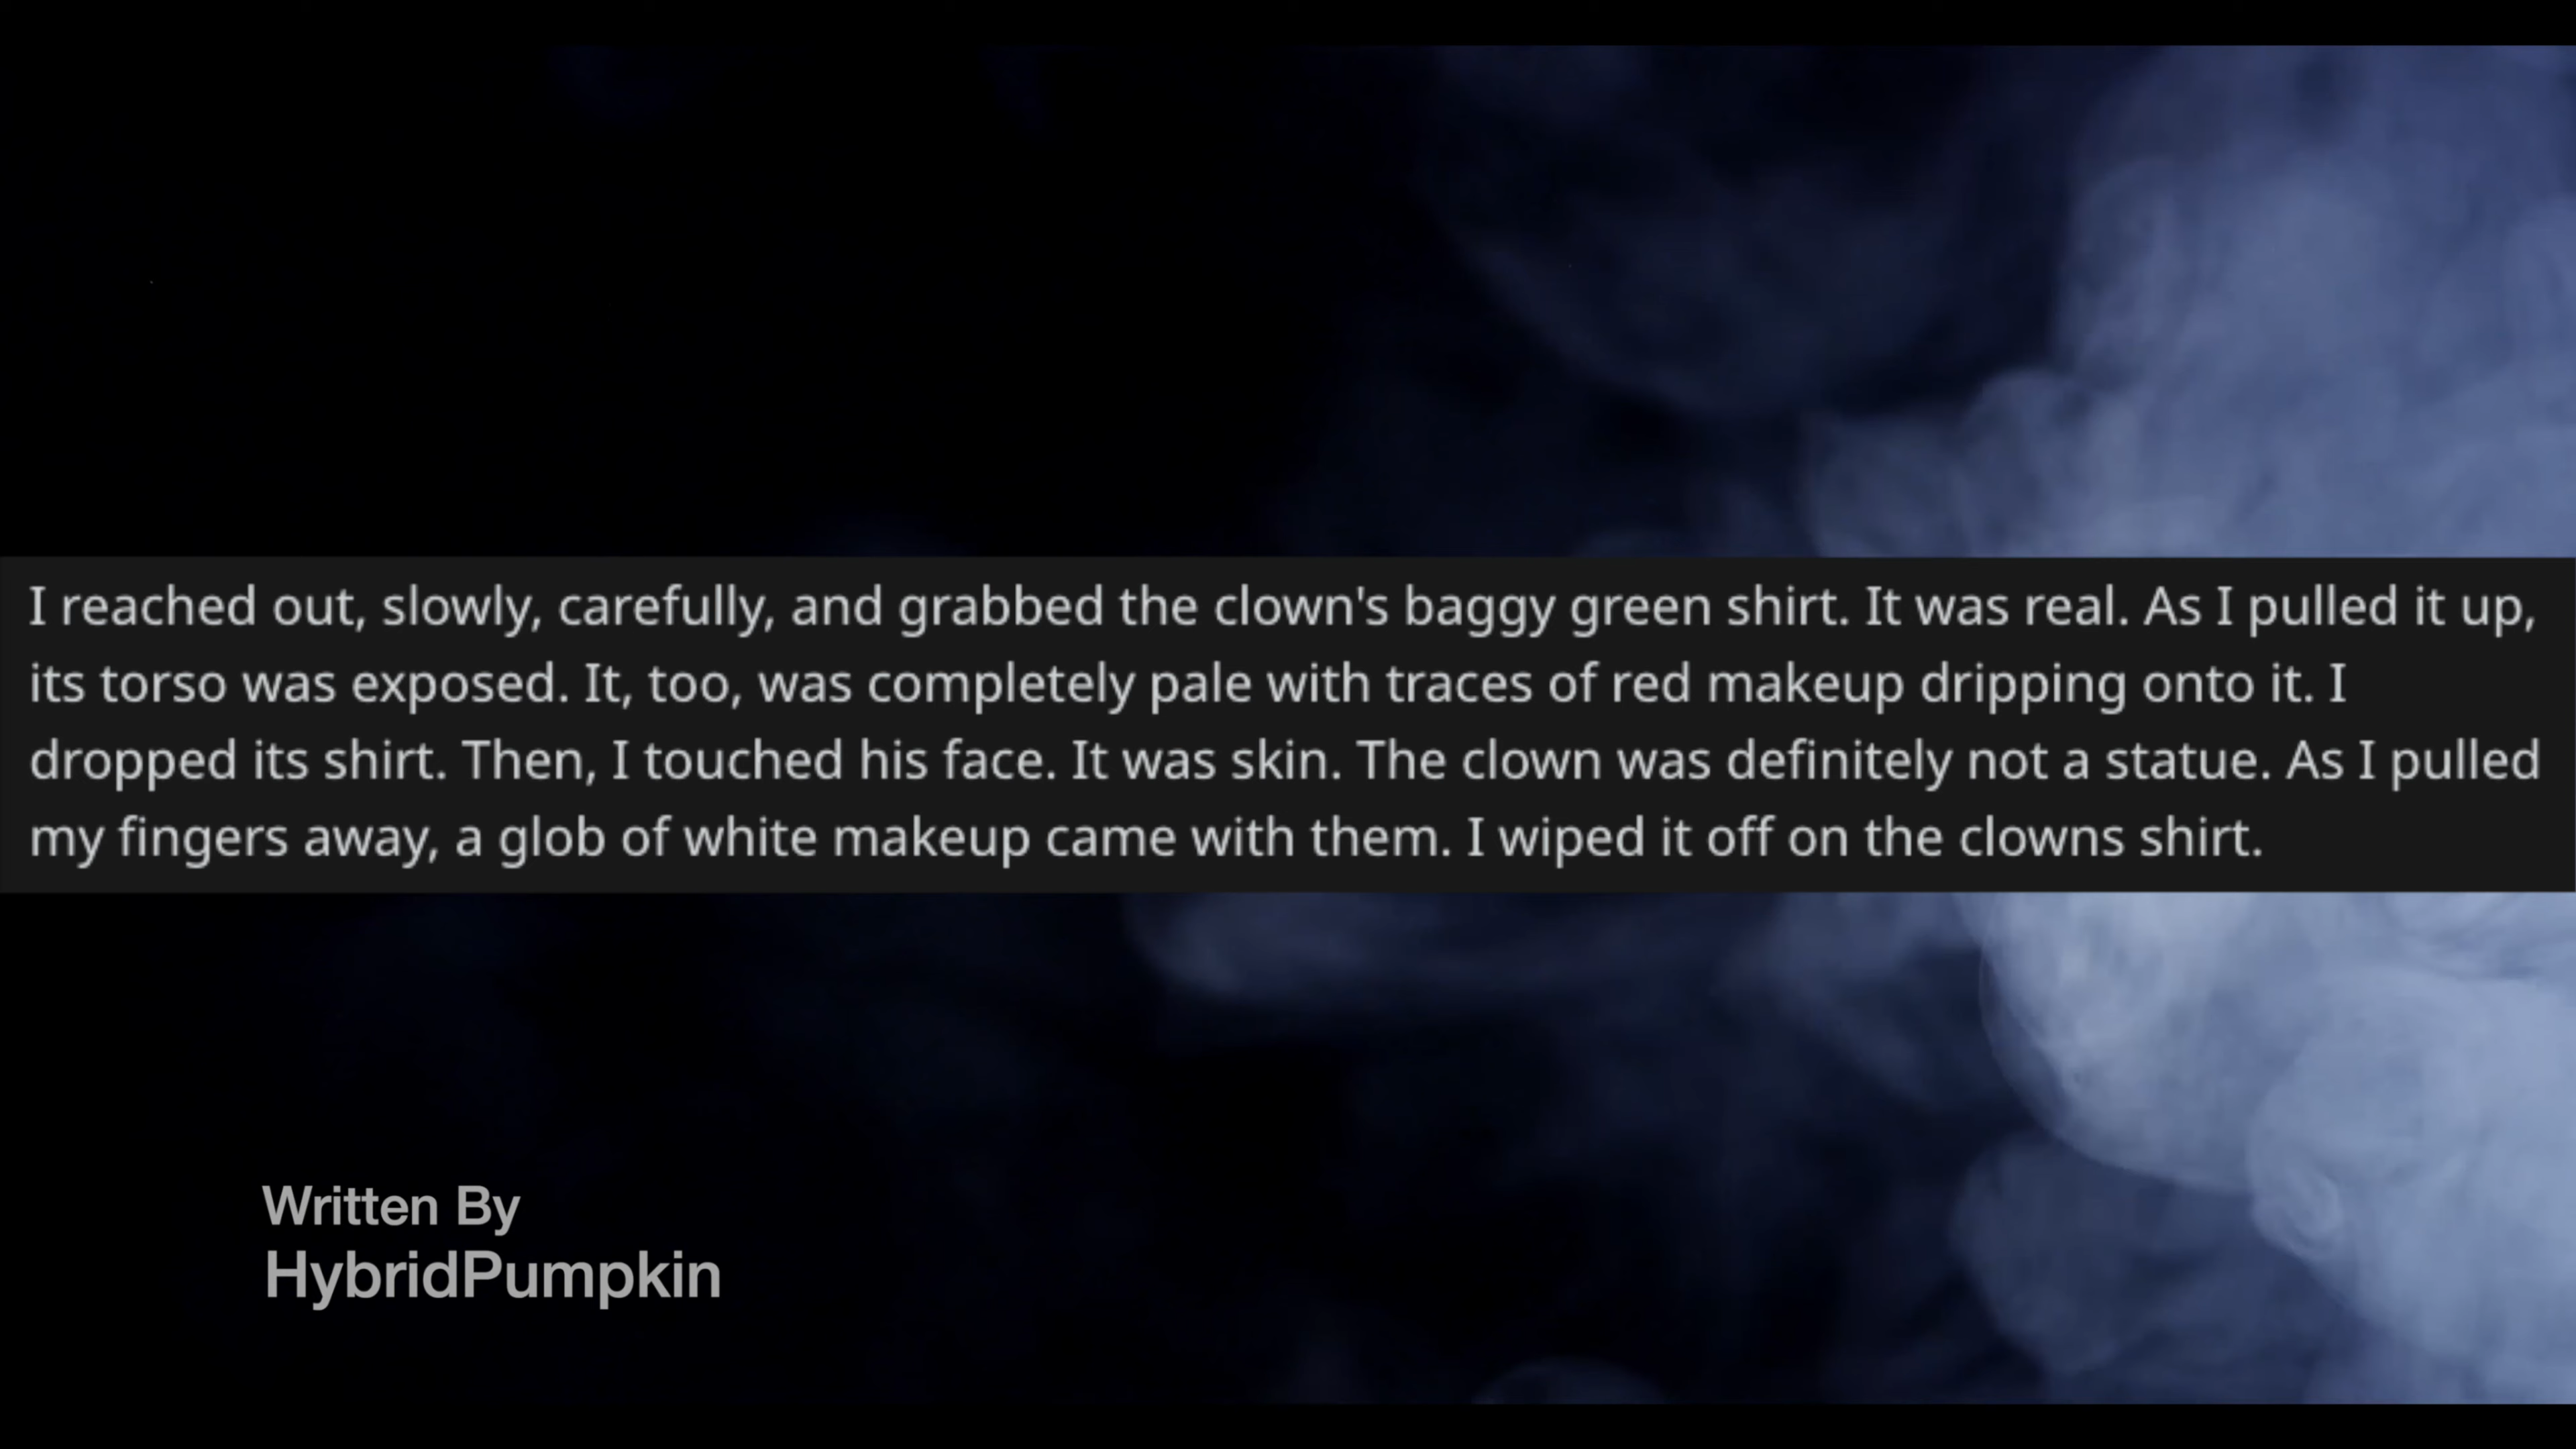 I reached out, slowly, carefully, and grabbed the clown's baggy green shirt. It was real. As I pulled it up,
its torso was exposed. It, too, was completely pale with traces of red makeup dripping onto it. I
dropped its shirt. Then, I touched his face. It was skin. The clown was definitely not a statue. As I pulled
my fingers away, a glob of white makeup came with them. I wiped it off on the clowns shirt.
Written By
HybridPumpkin